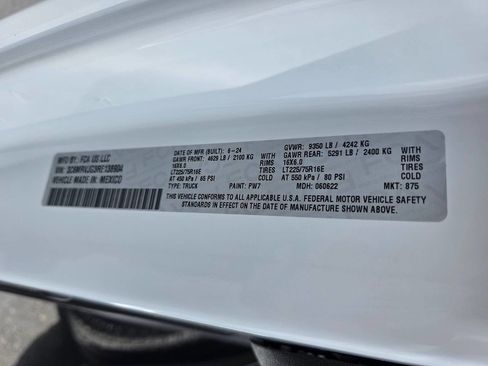 MFD. BY: FCA US LLC
VEHICLE MADE IN: MEXICO
DATE OF MFR (BUILT): 6-24
GAWR FRONT: 4629 LB / 2100 KG
16X6.0
LT225/75R16E
AT 450 kPa / 65 PSI
TYPE: TRUCK
PAINT: PW7
GVWR: 9350 LB / 4242 KG
GAWR REAR: 5291 LB / 2400 KG
16X6.0
LT225/75R16E
AT 550 kPa / 80 PSI
MDH: 060622
WITH
TIRES
RIMS
COLD
WITH
TIRES
RIMS
COLD
MKT: 875
THIS VEHICLE CONFORMS TO ALL APPLICABLE U.S.A. FEDERAL MOTOR VEHICLE SAFETY
STANDARDS IN EFFECT ON THE DATE OF MANUFACTURE SHOWN ABOVE.